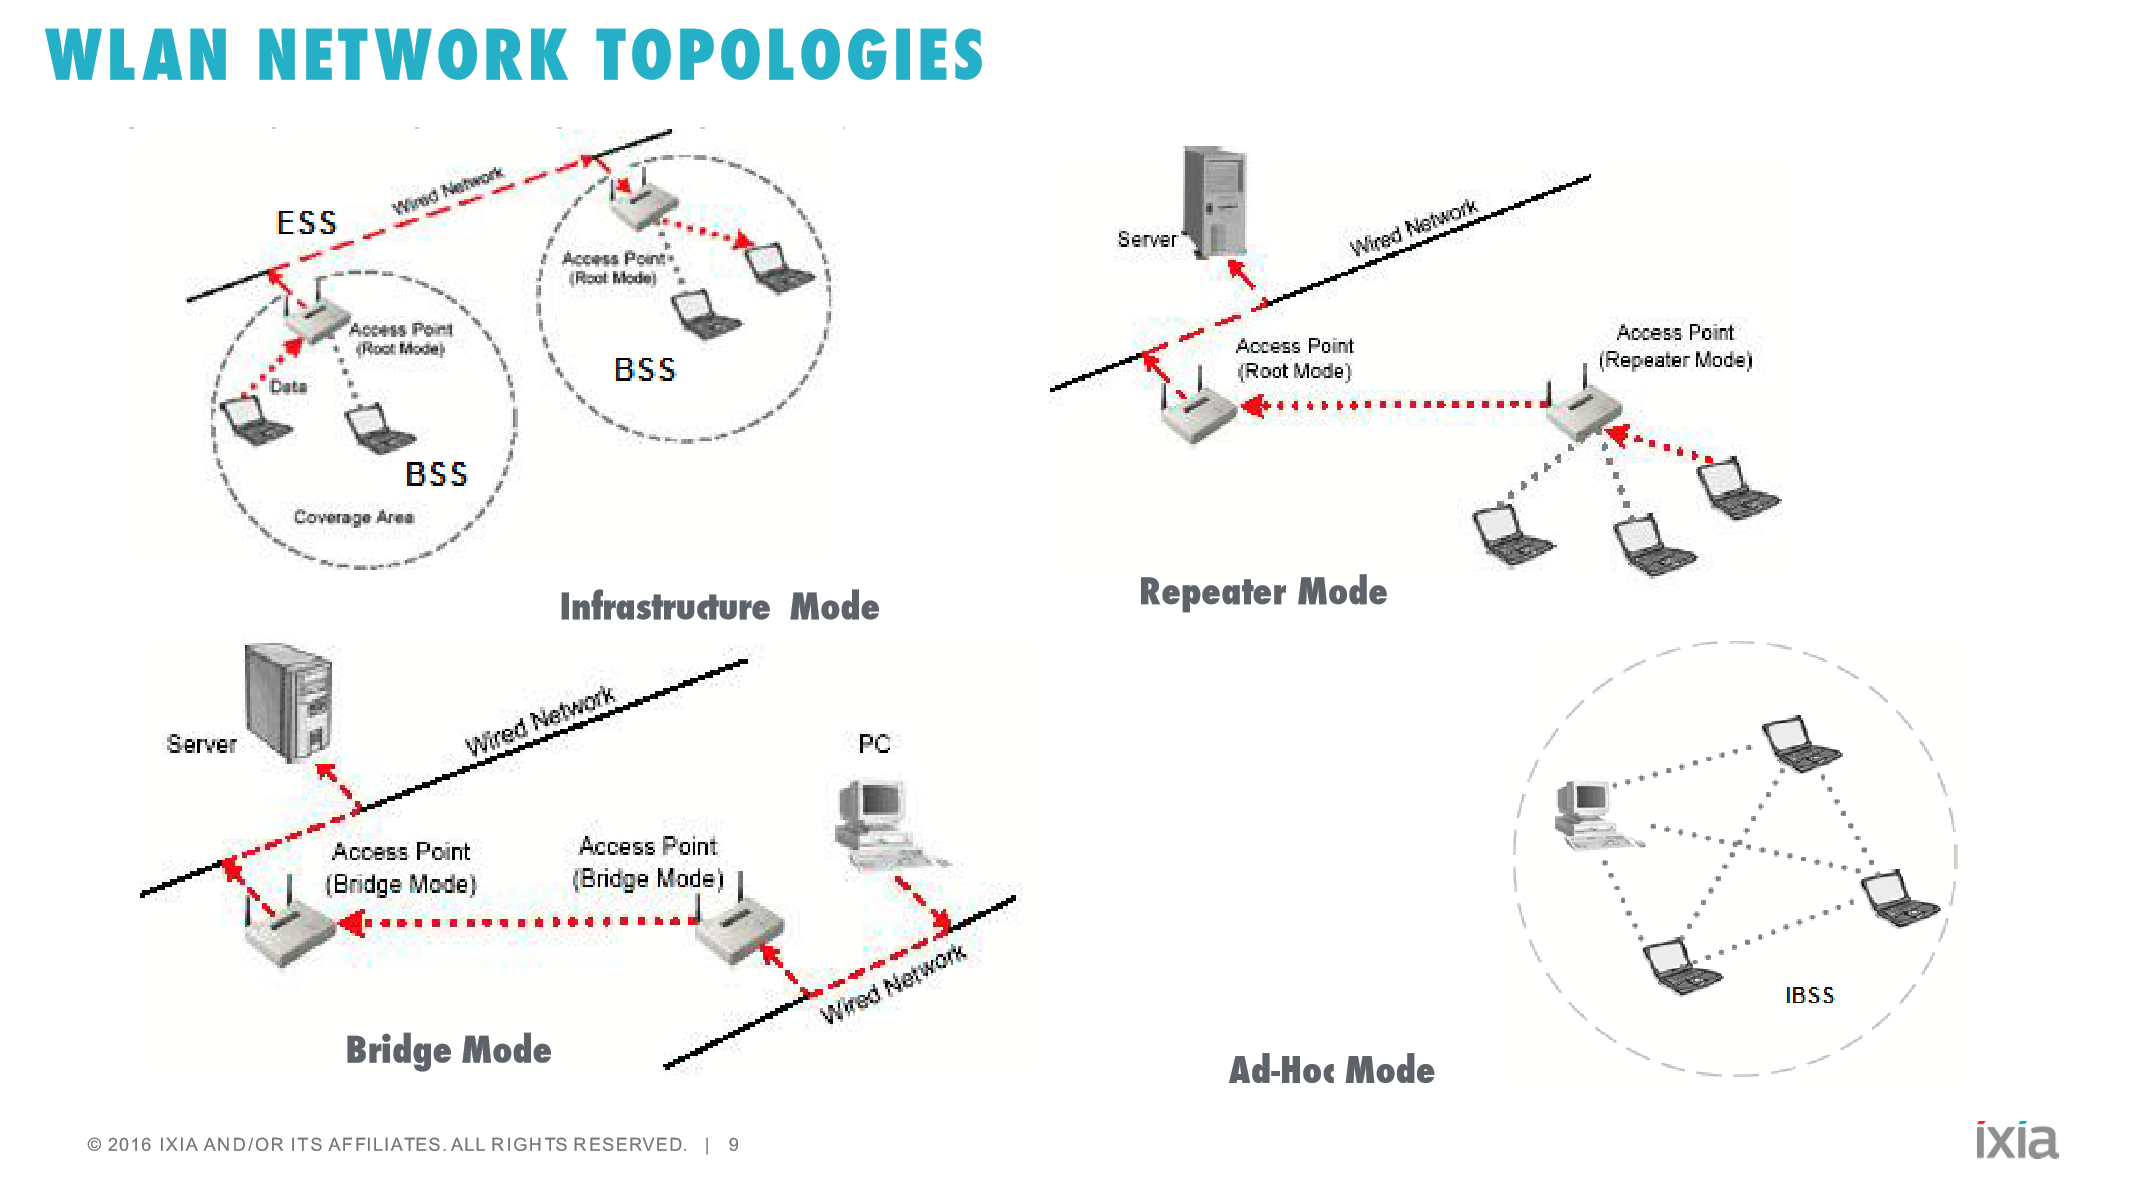 WLAN NETWORK TOPOLOGIES
ESS
Wired Network
Access Point
(Root Mode)
BSS
Access Point
(Root Mode)
Data
BSS
Coverage Area
Infrastructure Mode
Server
Wired Network
Access Point
(Root Mode)
Access Point
(Repeater Mode)
Repeater Mode
Server
Wired Network
PC
Access Point
(Bridge Mode)
Access Point
(Bridge Mode)
Wired Network
Bridge Mode
IBSS
Ad-Hoc Mode
© 2016 IXIA AND/OR ITS AFFILIATES. ALL RIGHTS RESERVED. | 9
ixia